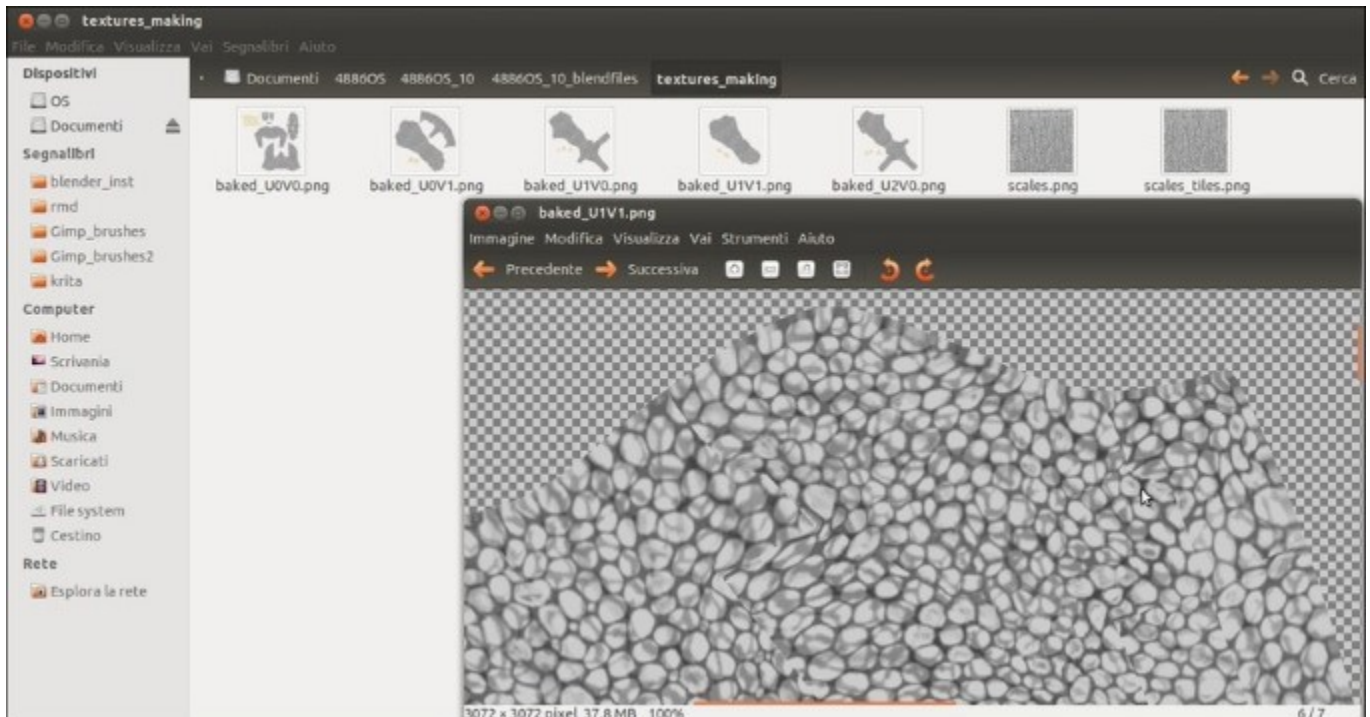 textures_making
File Modifica Visualizza Vai Segnalibri Aiuto
Dispositivi
OS
Documenti
Segnalibri
blender_inst
rmd
Gimp_brushes
Gimp_brushes2
krita
Computer
Home
Scrivania
Documenti
Immagini
Musica
Scaricati
Video
File system
Cestino
Rete
Esplora la rete
Documenti 4886OS 4886OS_10 4886OS_10_blendfiles textures_making Cerca
baked_U0V0.png baked_U0V1.png baked_U1V0.png baked_U1V1.png baked_U2V0.png scales.png scales_tiles.png
baked_U1V1.png
Immagine Modifica Visualizza Vai Strumenti Aiuto
Precedente Successiva
3072 x 3072 pixel 37,8 MB 100% 6 / 7